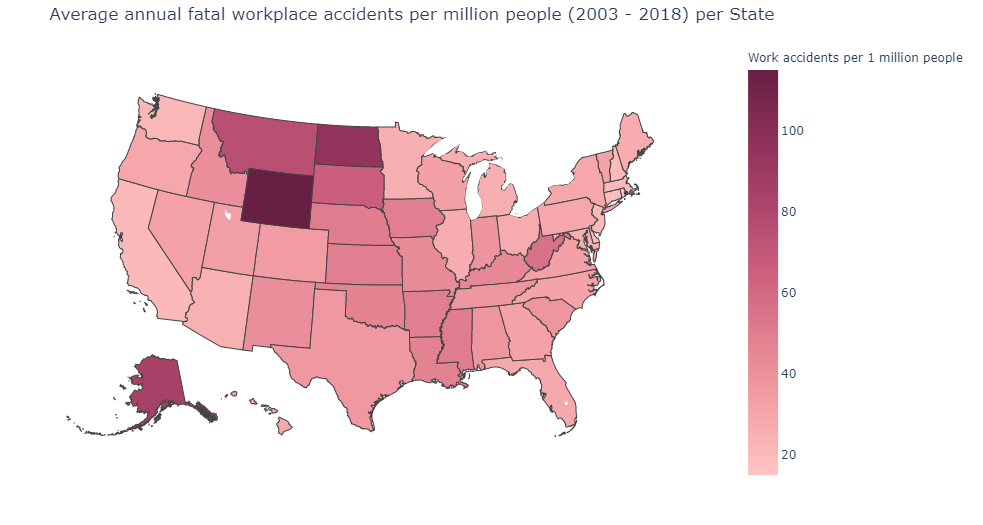 Average annual fatal workplace accidents per million people (2003 - 2018) per State
Work accidents per 1 million people
100
80
60
40
20